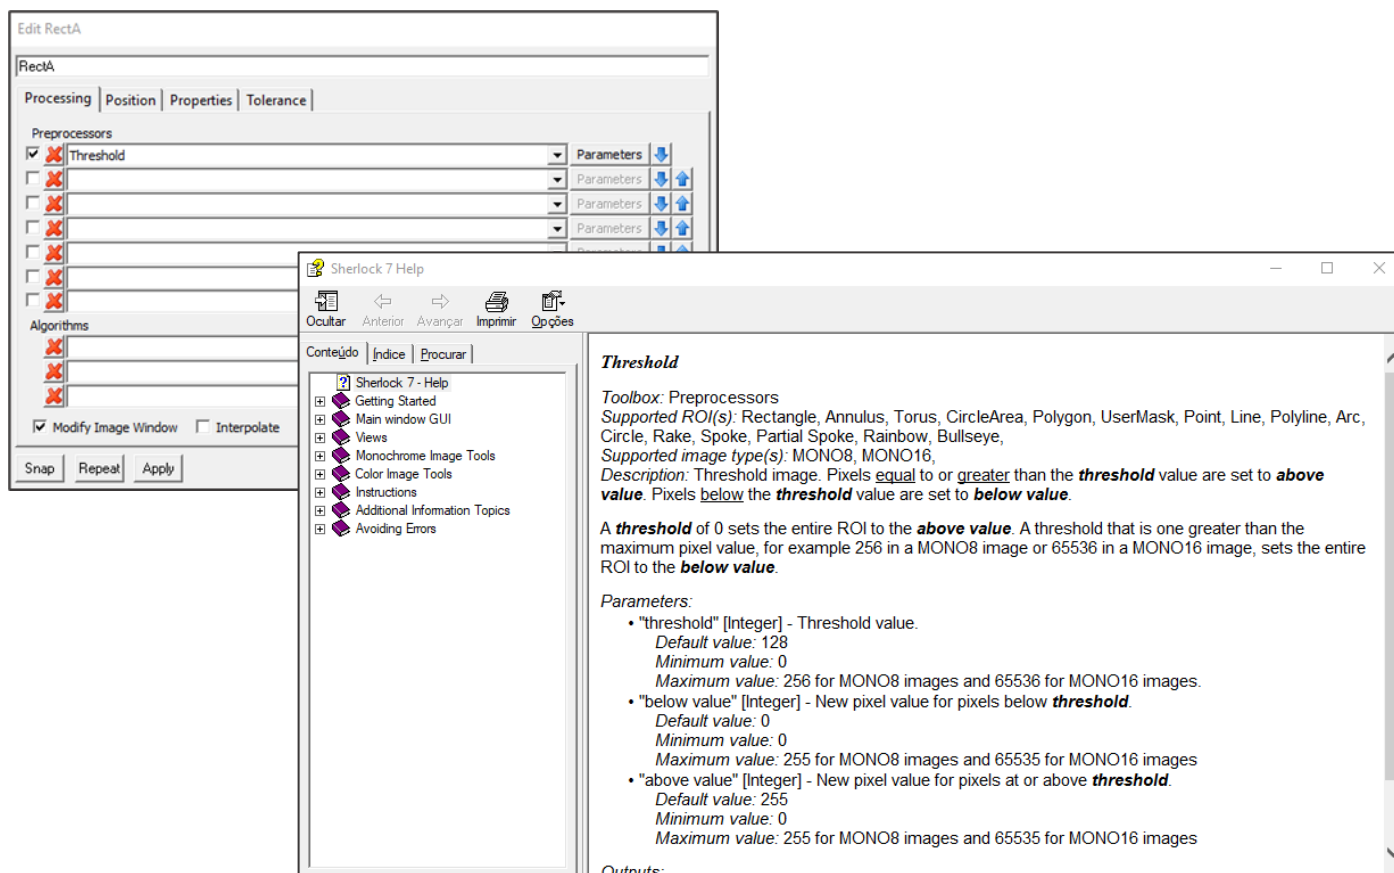 Edit RectA
RectA
Processing Position Properties Tolerance
Preprocessors
Threshold Parameters
Parameters
Parameters
Parameters
Algorithms
Modify Image Window Interpolate
Snap Repeat Apply
Sherlock 7 Help
Ocultar Anterior Avançar Imprimir Opções
Conteúdo Índice Procurar
Sherlock 7 - Help
Getting Started
Main window GUI
Views
Monochrome Image Tools
Color Image Tools
Instructions
Additional Information Topics
Avoiding Errors
Threshold
Toolbox: Preprocessors
Supported ROI(s): Rectangle, Annulus, Torus, CircleArea, Polygon, UserMask, Point, Line, Polyline, Arc,
Circle, Rake, Spoke, Partial Spoke, Rainbow, Bullseye,
Supported image type(s): MONO8, MONO16,
Description: Threshold image. Pixels equal to or greater than the threshold value are set to above
value. Pixels below the threshold value are set to below value.
A threshold of 0 sets the entire ROI to the above value. A threshold that is one greater than the
maximum pixel value, for example 256 in a MONO8 image or 65536 in a MONO16 image, sets the entire
ROI to the below value.
Parameters:
• "threshold" [Integer] - Threshold value.
Default value: 128
Minimum value: 0
Maximum value: 256 for MONO8 images and 65536 for MONO16 images.
• "below value" [Integer] - New pixel value for pixels below threshold.
Default value: 0
Minimum value: 0
Maximum value: 255 for MONO8 images and 65535 for MONO16 images
• "above value" [Integer] - New pixel value for pixels at or above threshold.
Default value: 255
Minimum value: 0
Maximum value: 255 for MONO8 images and 65535 for MONO16 images
Outputs: